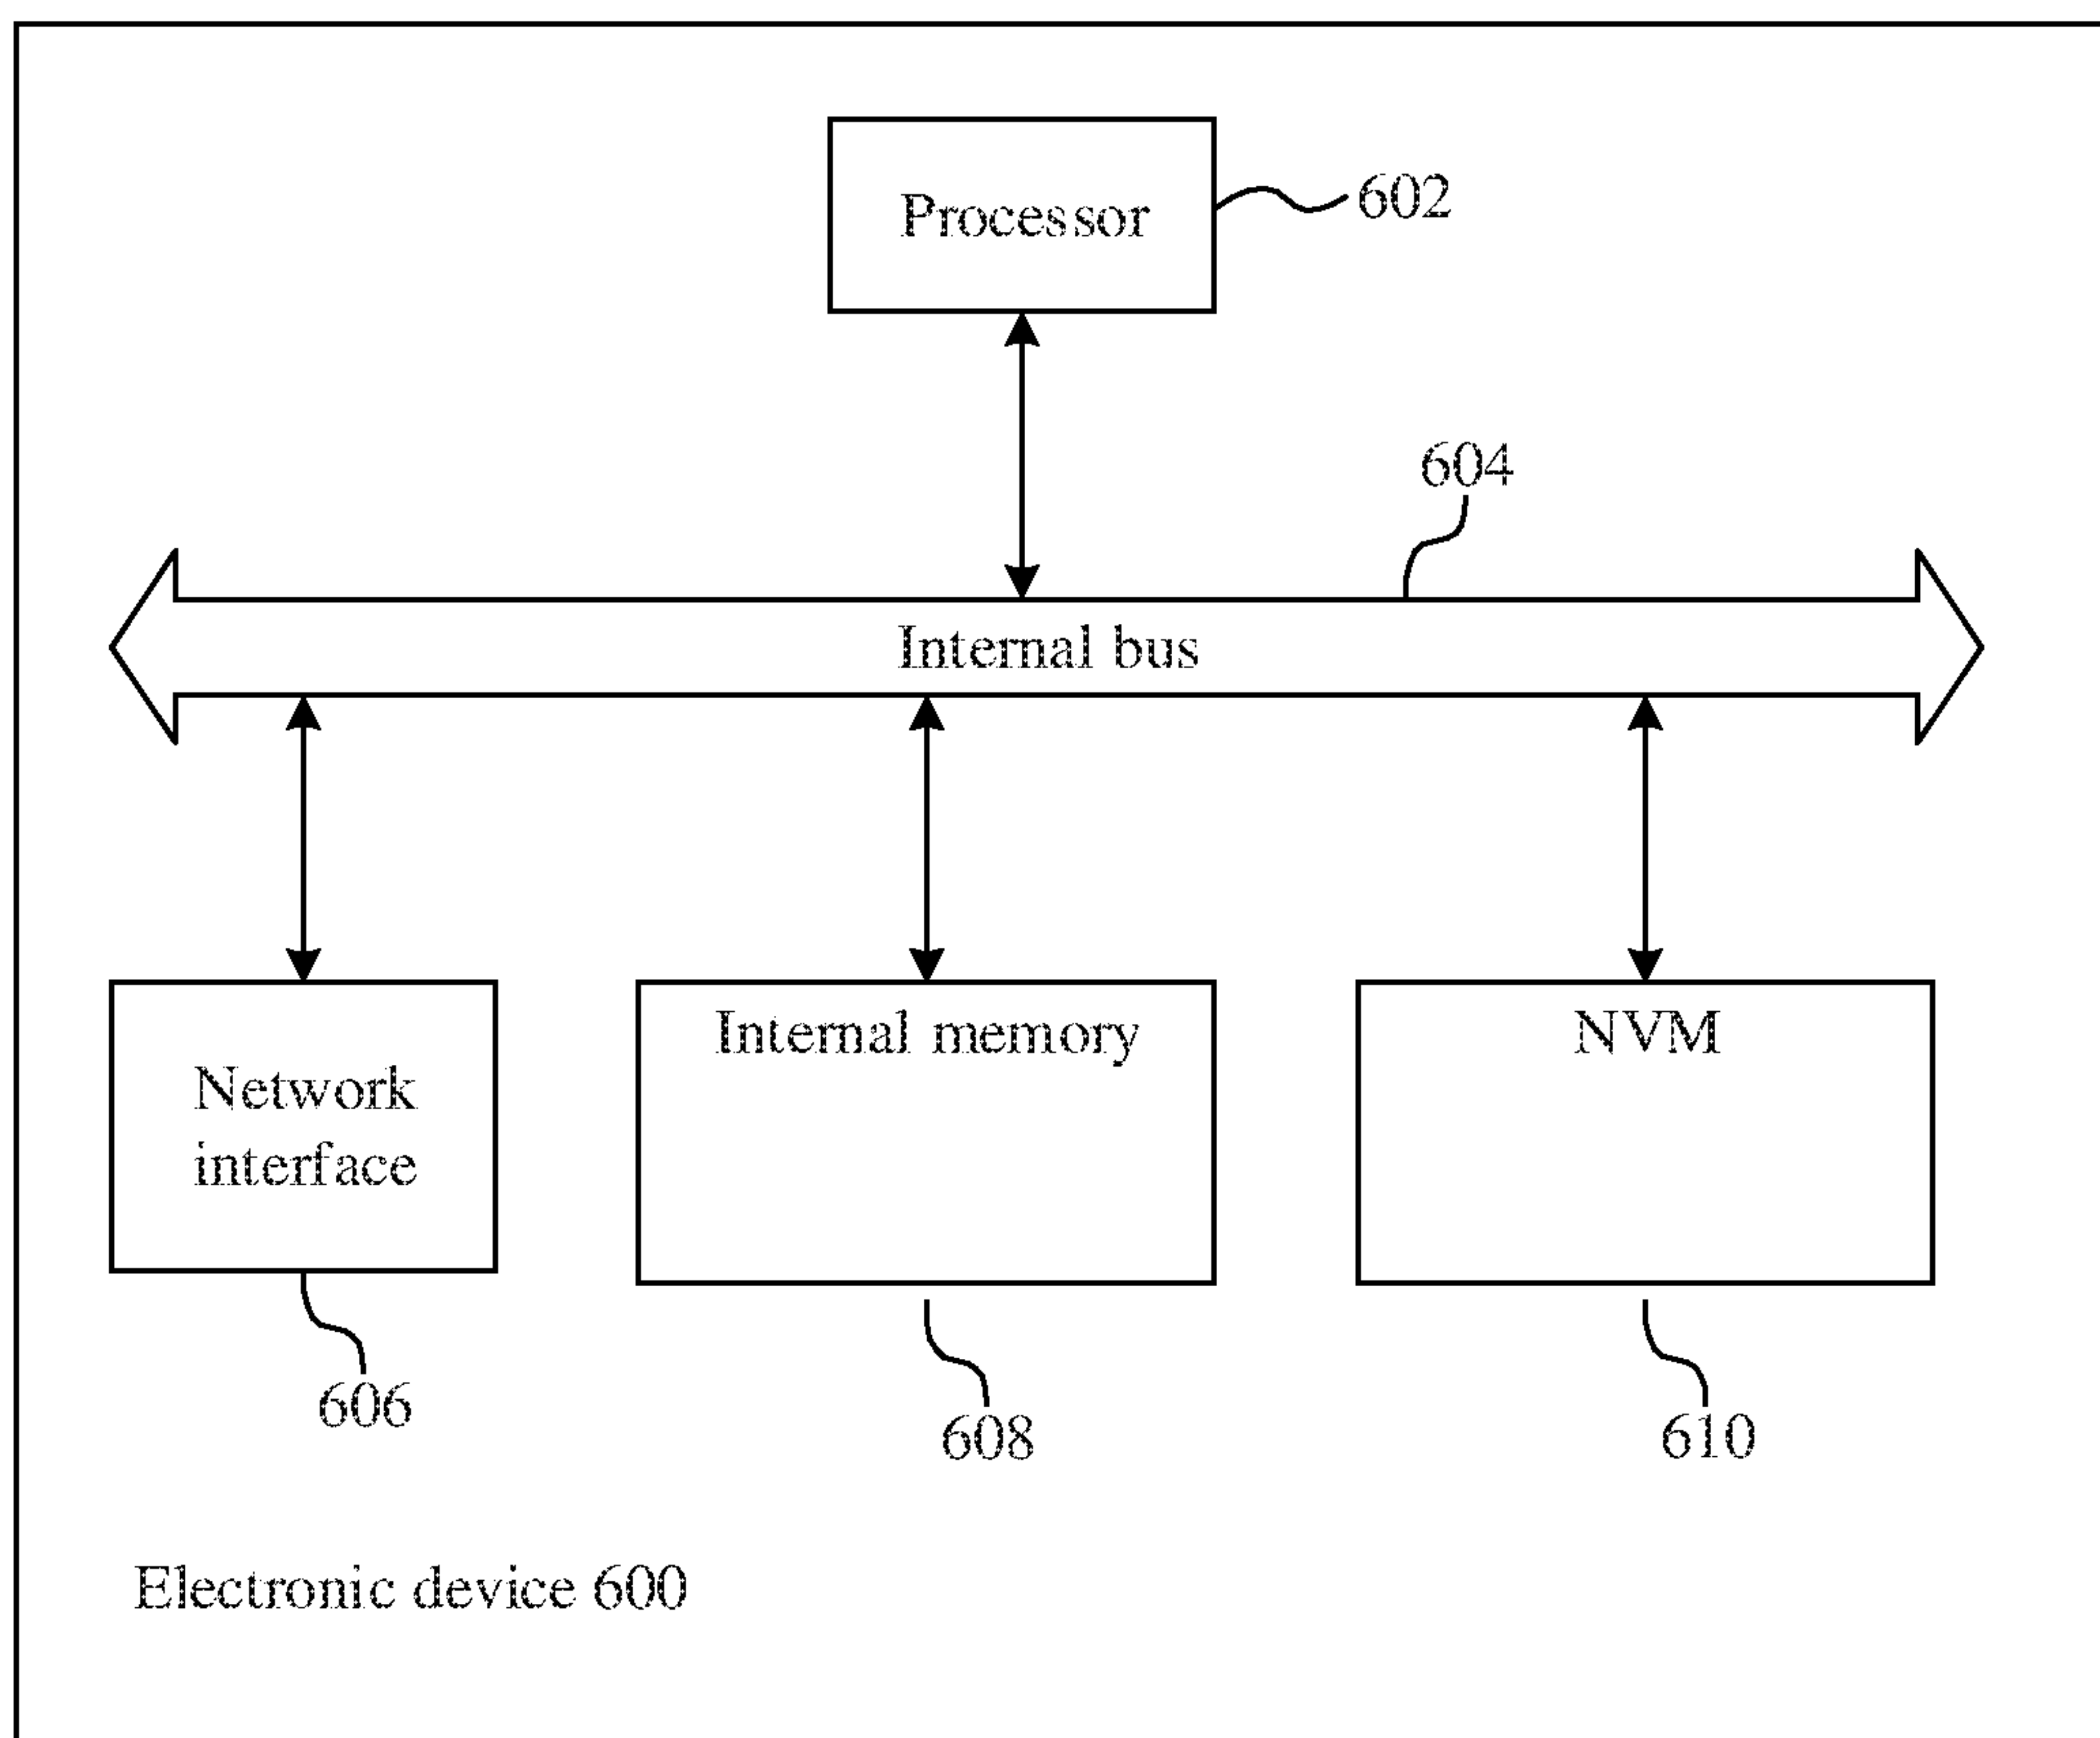 Processor
602
604
Internal bus
Internal memory
NVM
Network
interface
606
608
610
Electronic device 600